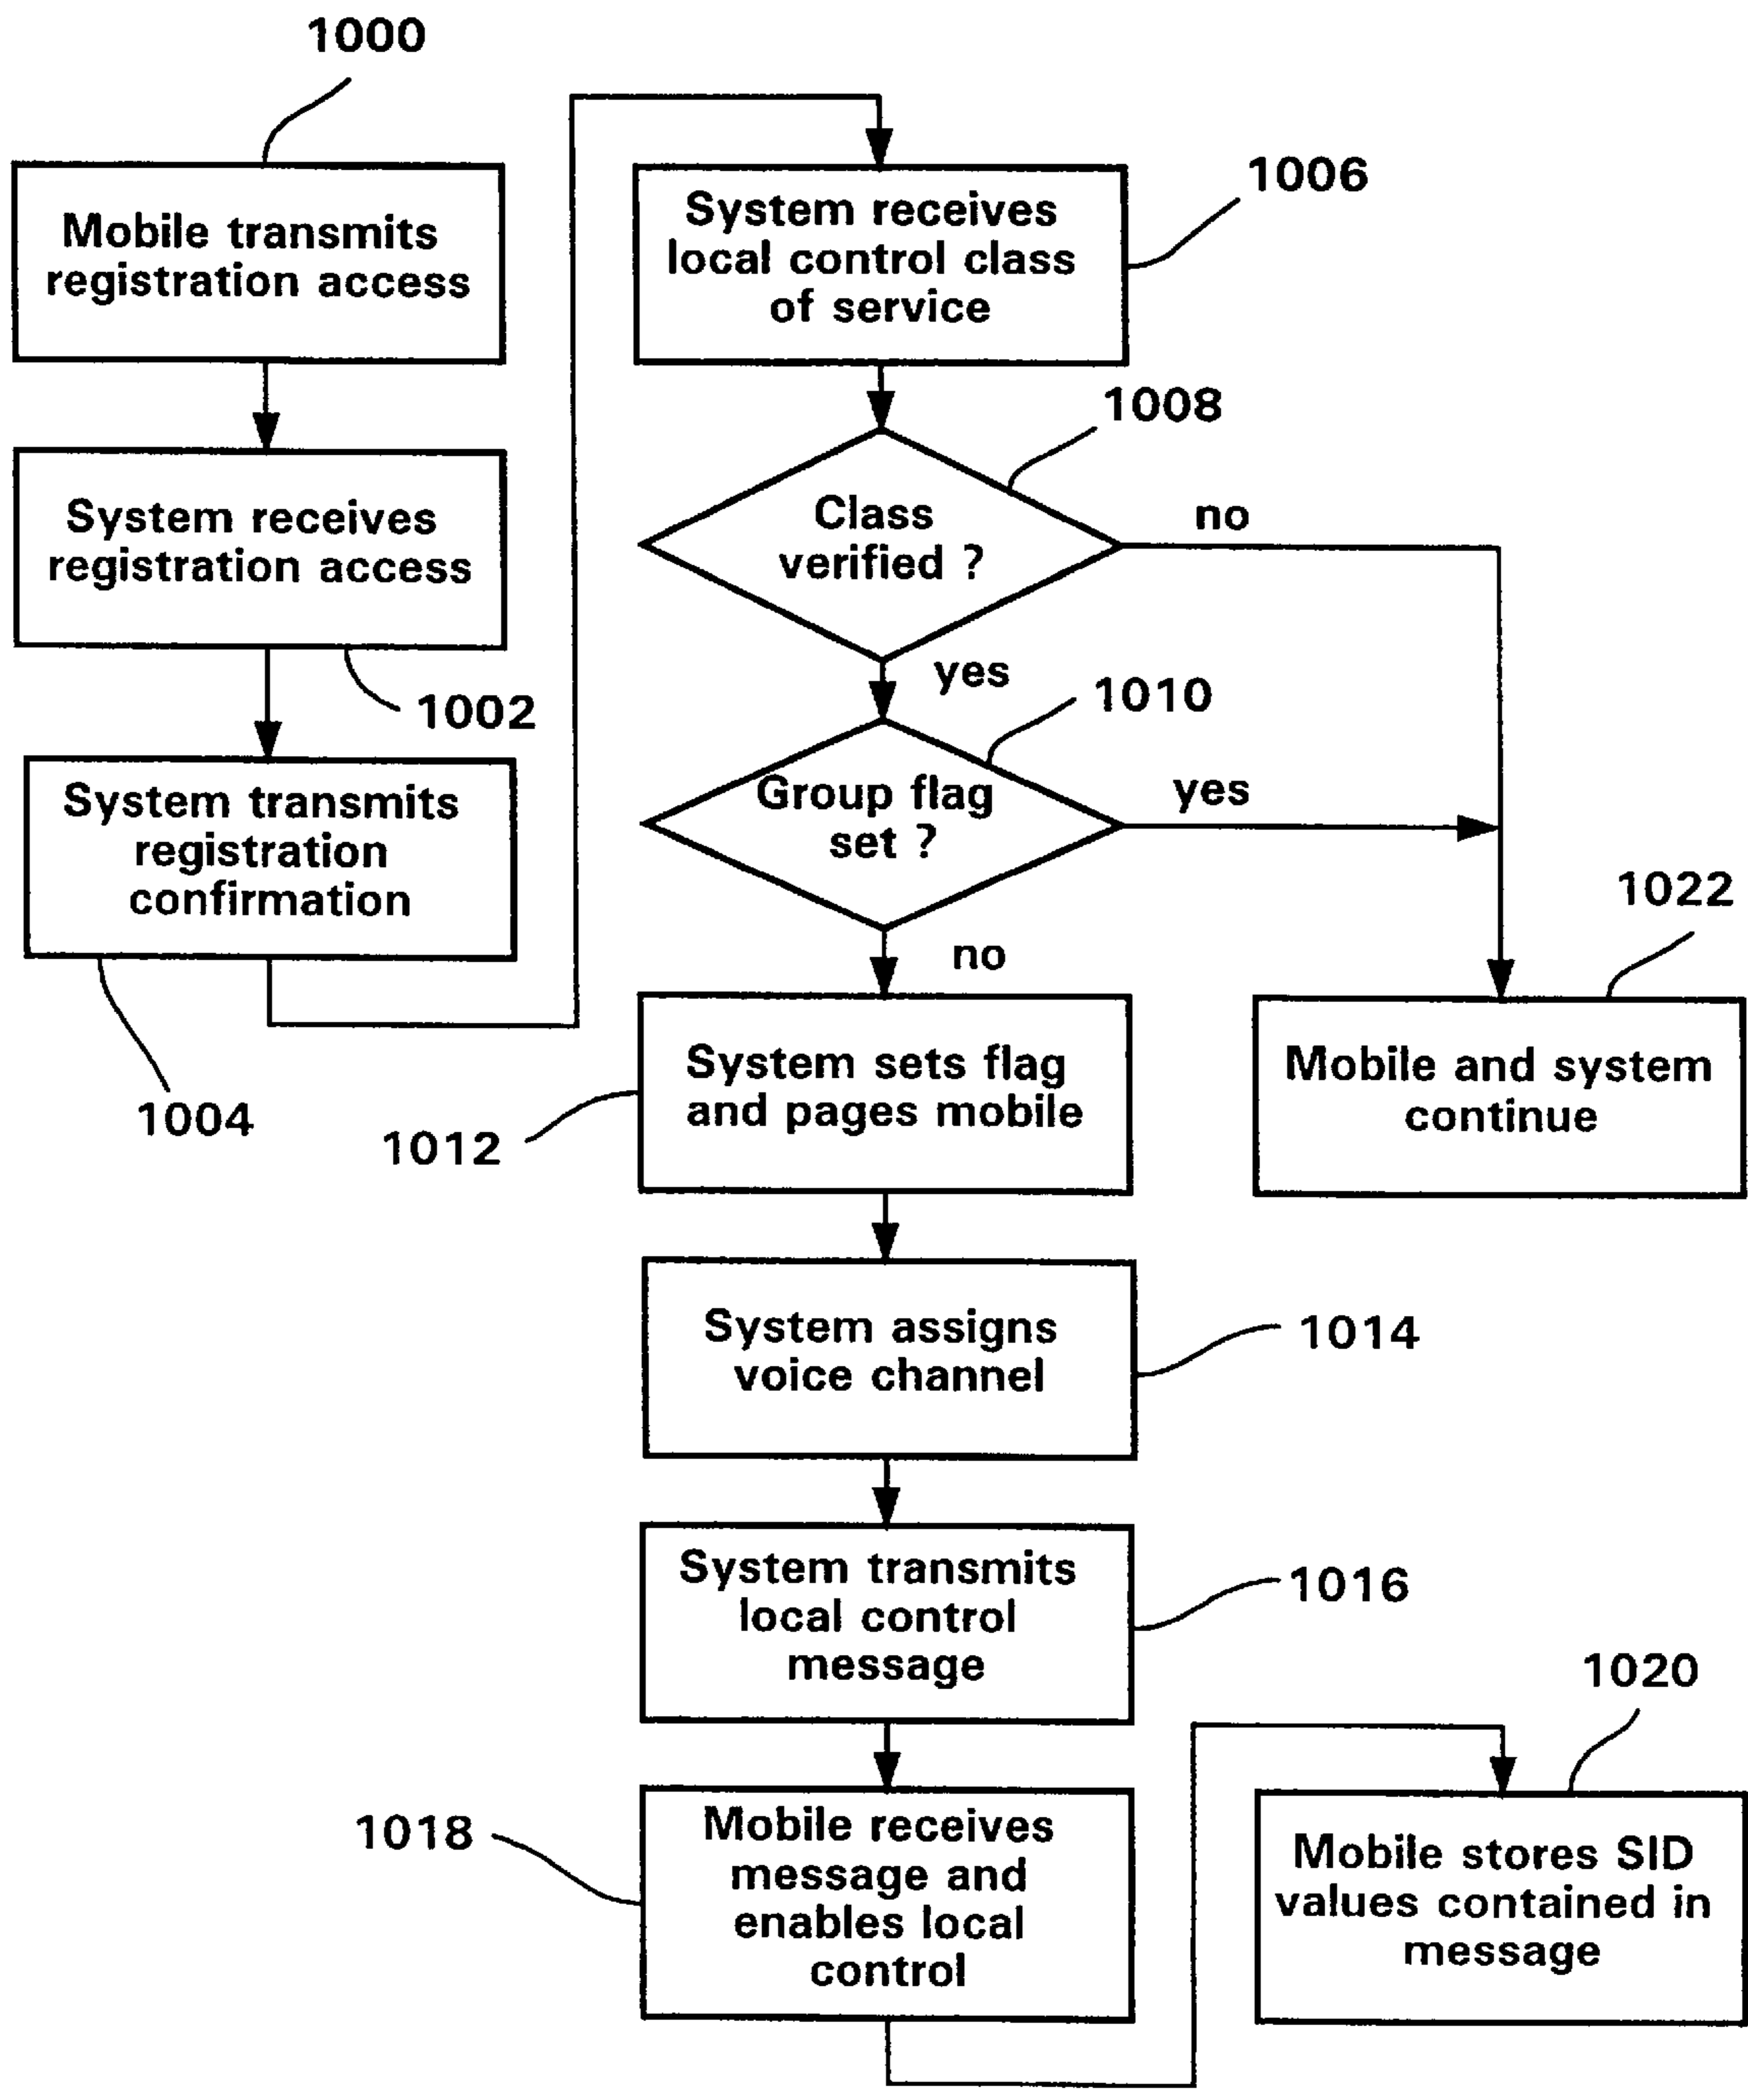 1000
Mobile transmits
registration access
System receives
registration access
1002
System transmits
registration
confirmation
1004
1006
System receives
local control class
of service
1008
Class
verified ?
no
yes
1010
Group flag
set ?
yes
no
1012
System sets flag
and pages mobile
1022
Mobile and system
continue
System assigns
voice channel
1014
System transmits
local control
message
1016
1018
Mobile receives
message and
enables local
control
1020
Mobile stores SID
values contained in
message